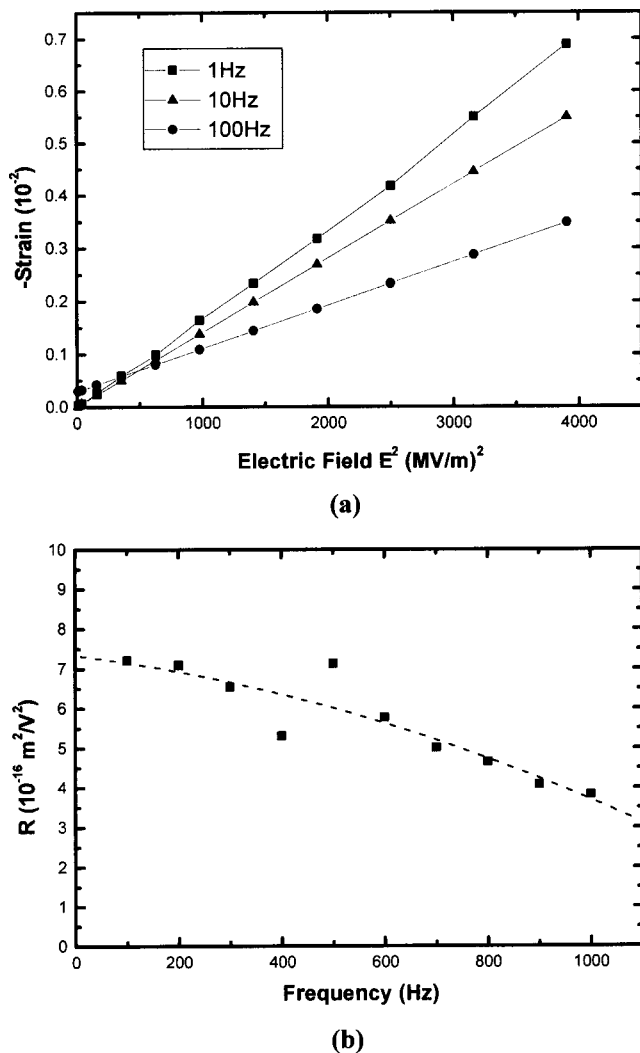 0.7
0.6
0.5
0.4
0.3
0.2
0.1
0.0
-Strain (10⁻²)
1Hz
10Hz
100Hz
0 1000 2000 3000 4000
Electric Field E² (MV/m)²
(a)
10
9
8
7
6
5
4
3
2
1
0
R (10⁻¹⁶ m²/V²)
0 200 400 600 800 1000
Frequency (Hz)
(b)